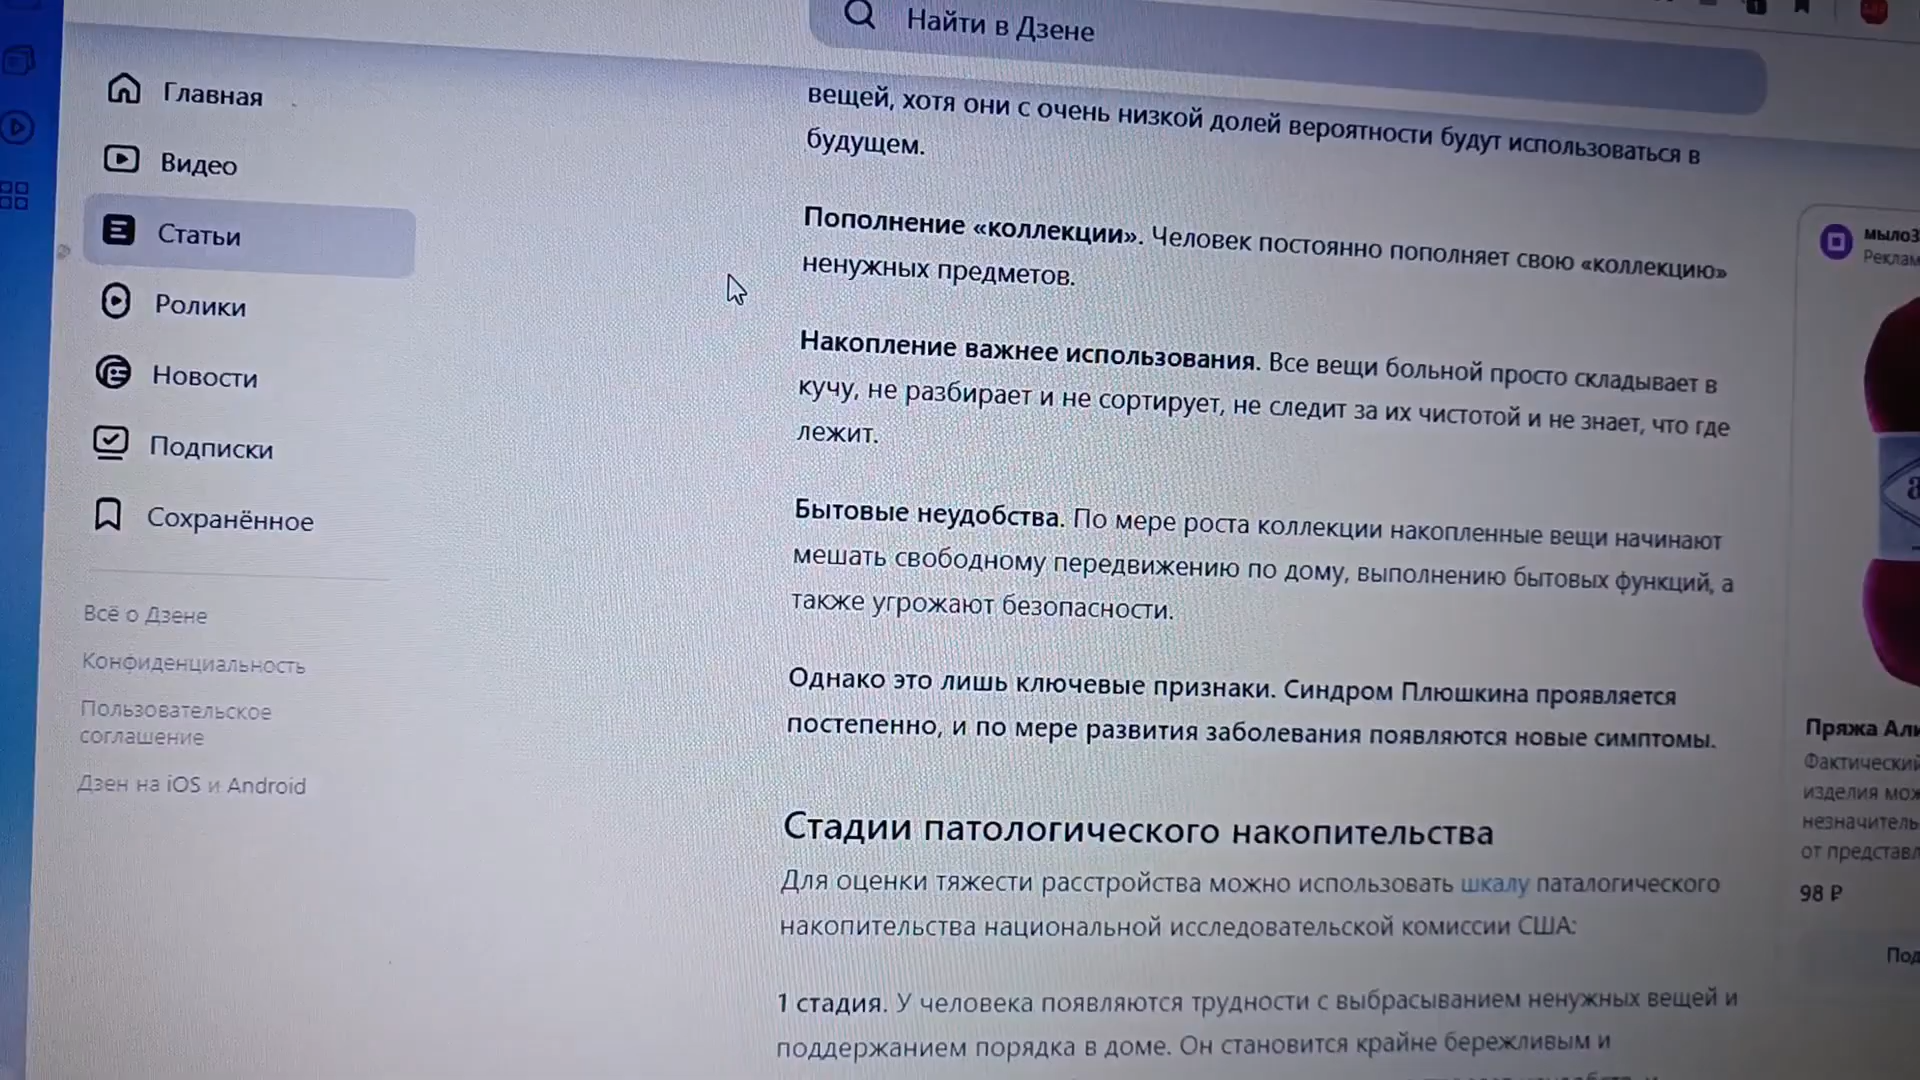 Найти в Дзене
Главная
Видео
Статьи
Ролики
Новости
Подписки
Сохранённое
Всё о Дзене
Конфиденциальность
Пользовательское
соглашение
Дзен на iOS и Android
вещей, хотя они с очень низкой долей вероятности будут использоваться в
будущем.
Пополнение «коллекции». Человек постоянно пополняет свою «коллекцию»
ненужных предметов.
Накопление важнее использования. Все вещи больной просто складывает в
кучу, не разбирает и не сортирует, не следит за их чистотой и не знает, что где
лежит.
Бытовые неудобства. По мере роста коллекции накопленные вещи начинают
мешать свободному передвижению по дому, выполнению бытовых функций, а
также угрожают безопасности.
Однако это лишь ключевые признаки. Синдром Плюшкина проявляется
постепенно, и по мере развития заболевания появляются новые симптомы.
Стадии патологического накопительства
Для оценки тяжести расстройства можно использовать шкалу паталогического
накопительства национальной исследовательской комиссии США:
1 стадия. У человека появляются трудности с выбрасыванием ненужных вещей и
поддержанием порядка в доме. Он становится крайне бережливым и
Пряжа
Фактический
изделия
от
98 ₽